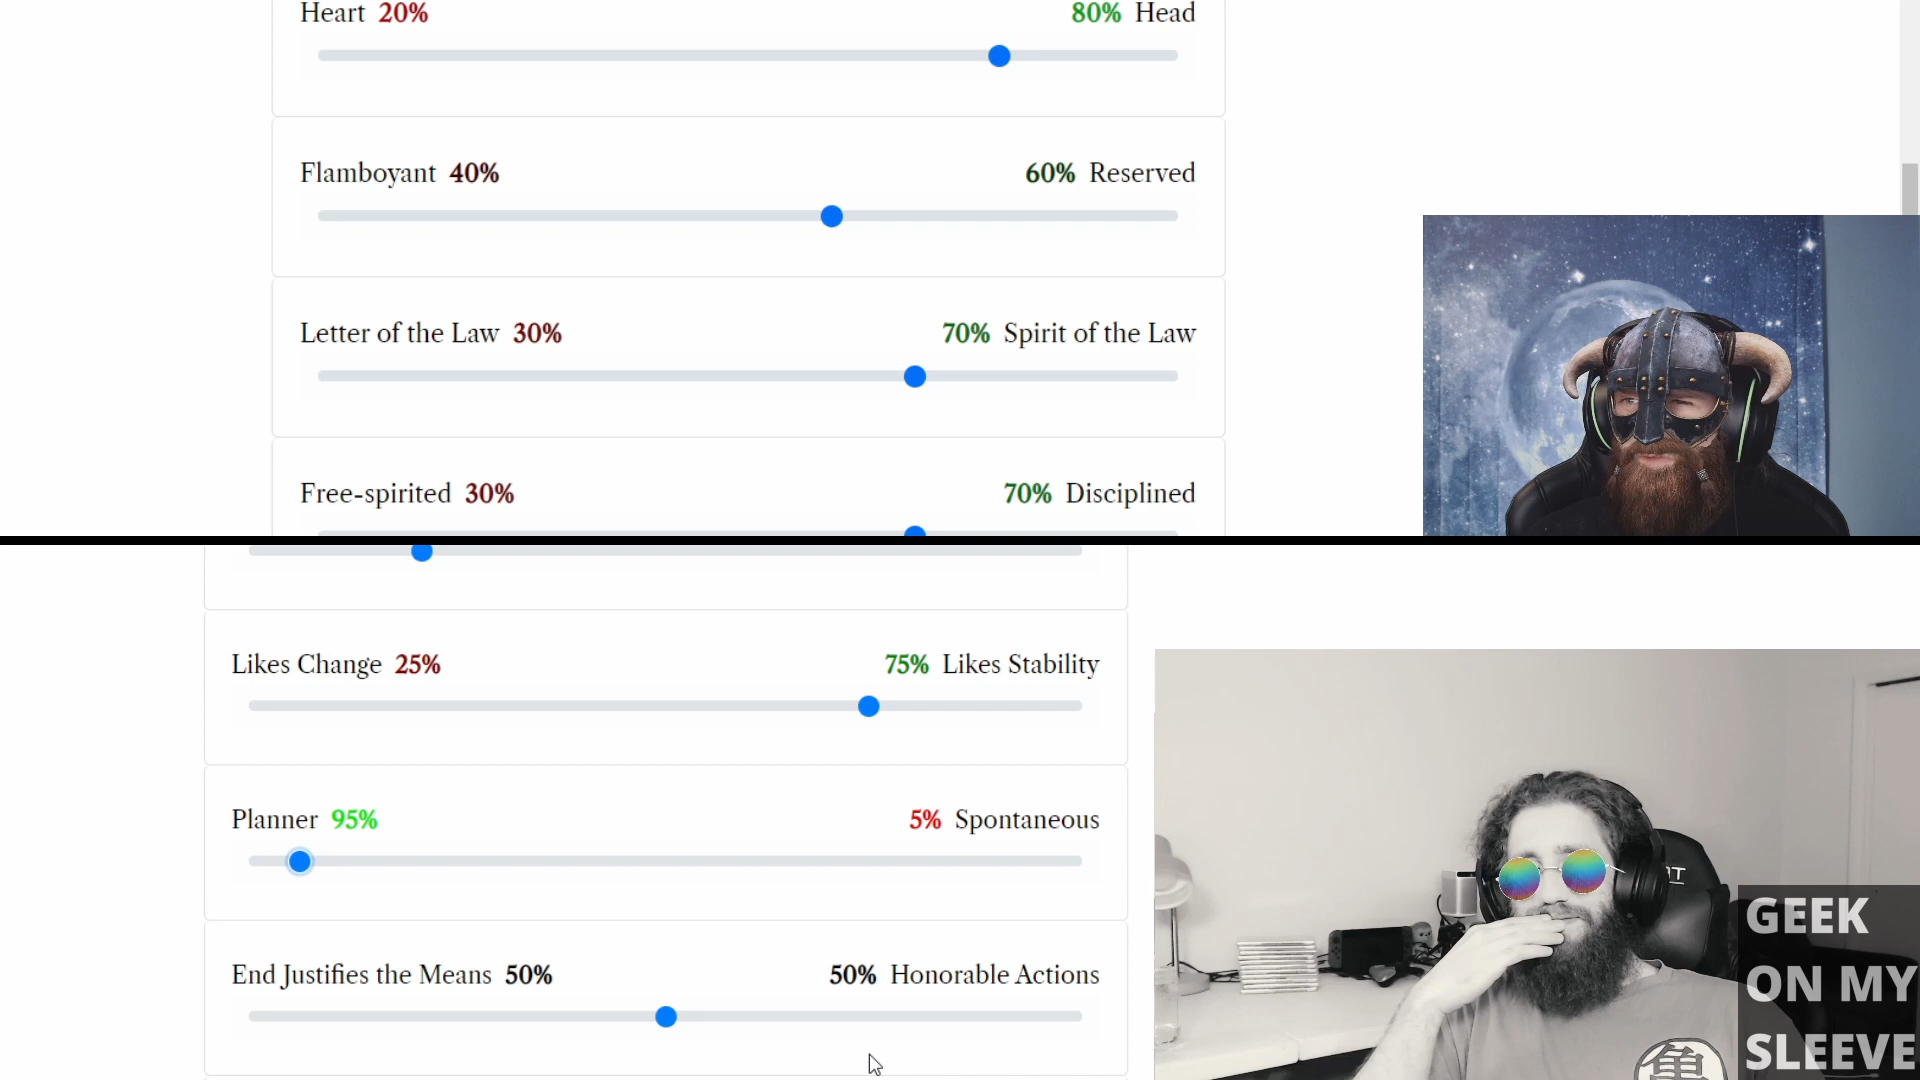 Heart 20% 80% Head
Flamboyant 40% 60% Reserved
Letter of the Law 30% 70% Spirit of the Law
Free-spirited 30% 70% Disciplined
Likes Change 25% 75% Likes Stability
Planner 95% 5% Spontaneous
End Justifies the Means 50% 50% Honorable Actions
GEEK
ON MY
SLEEVE
亀